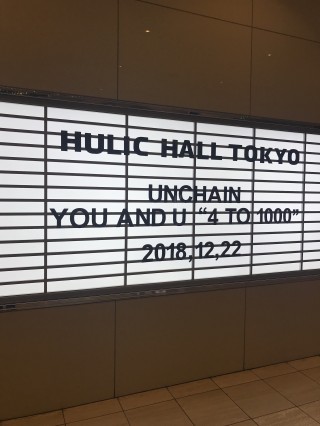 HULIC HALL TOKYO
UNCHAIN
YOU AND U "4 TO 1000"
2018,12,22